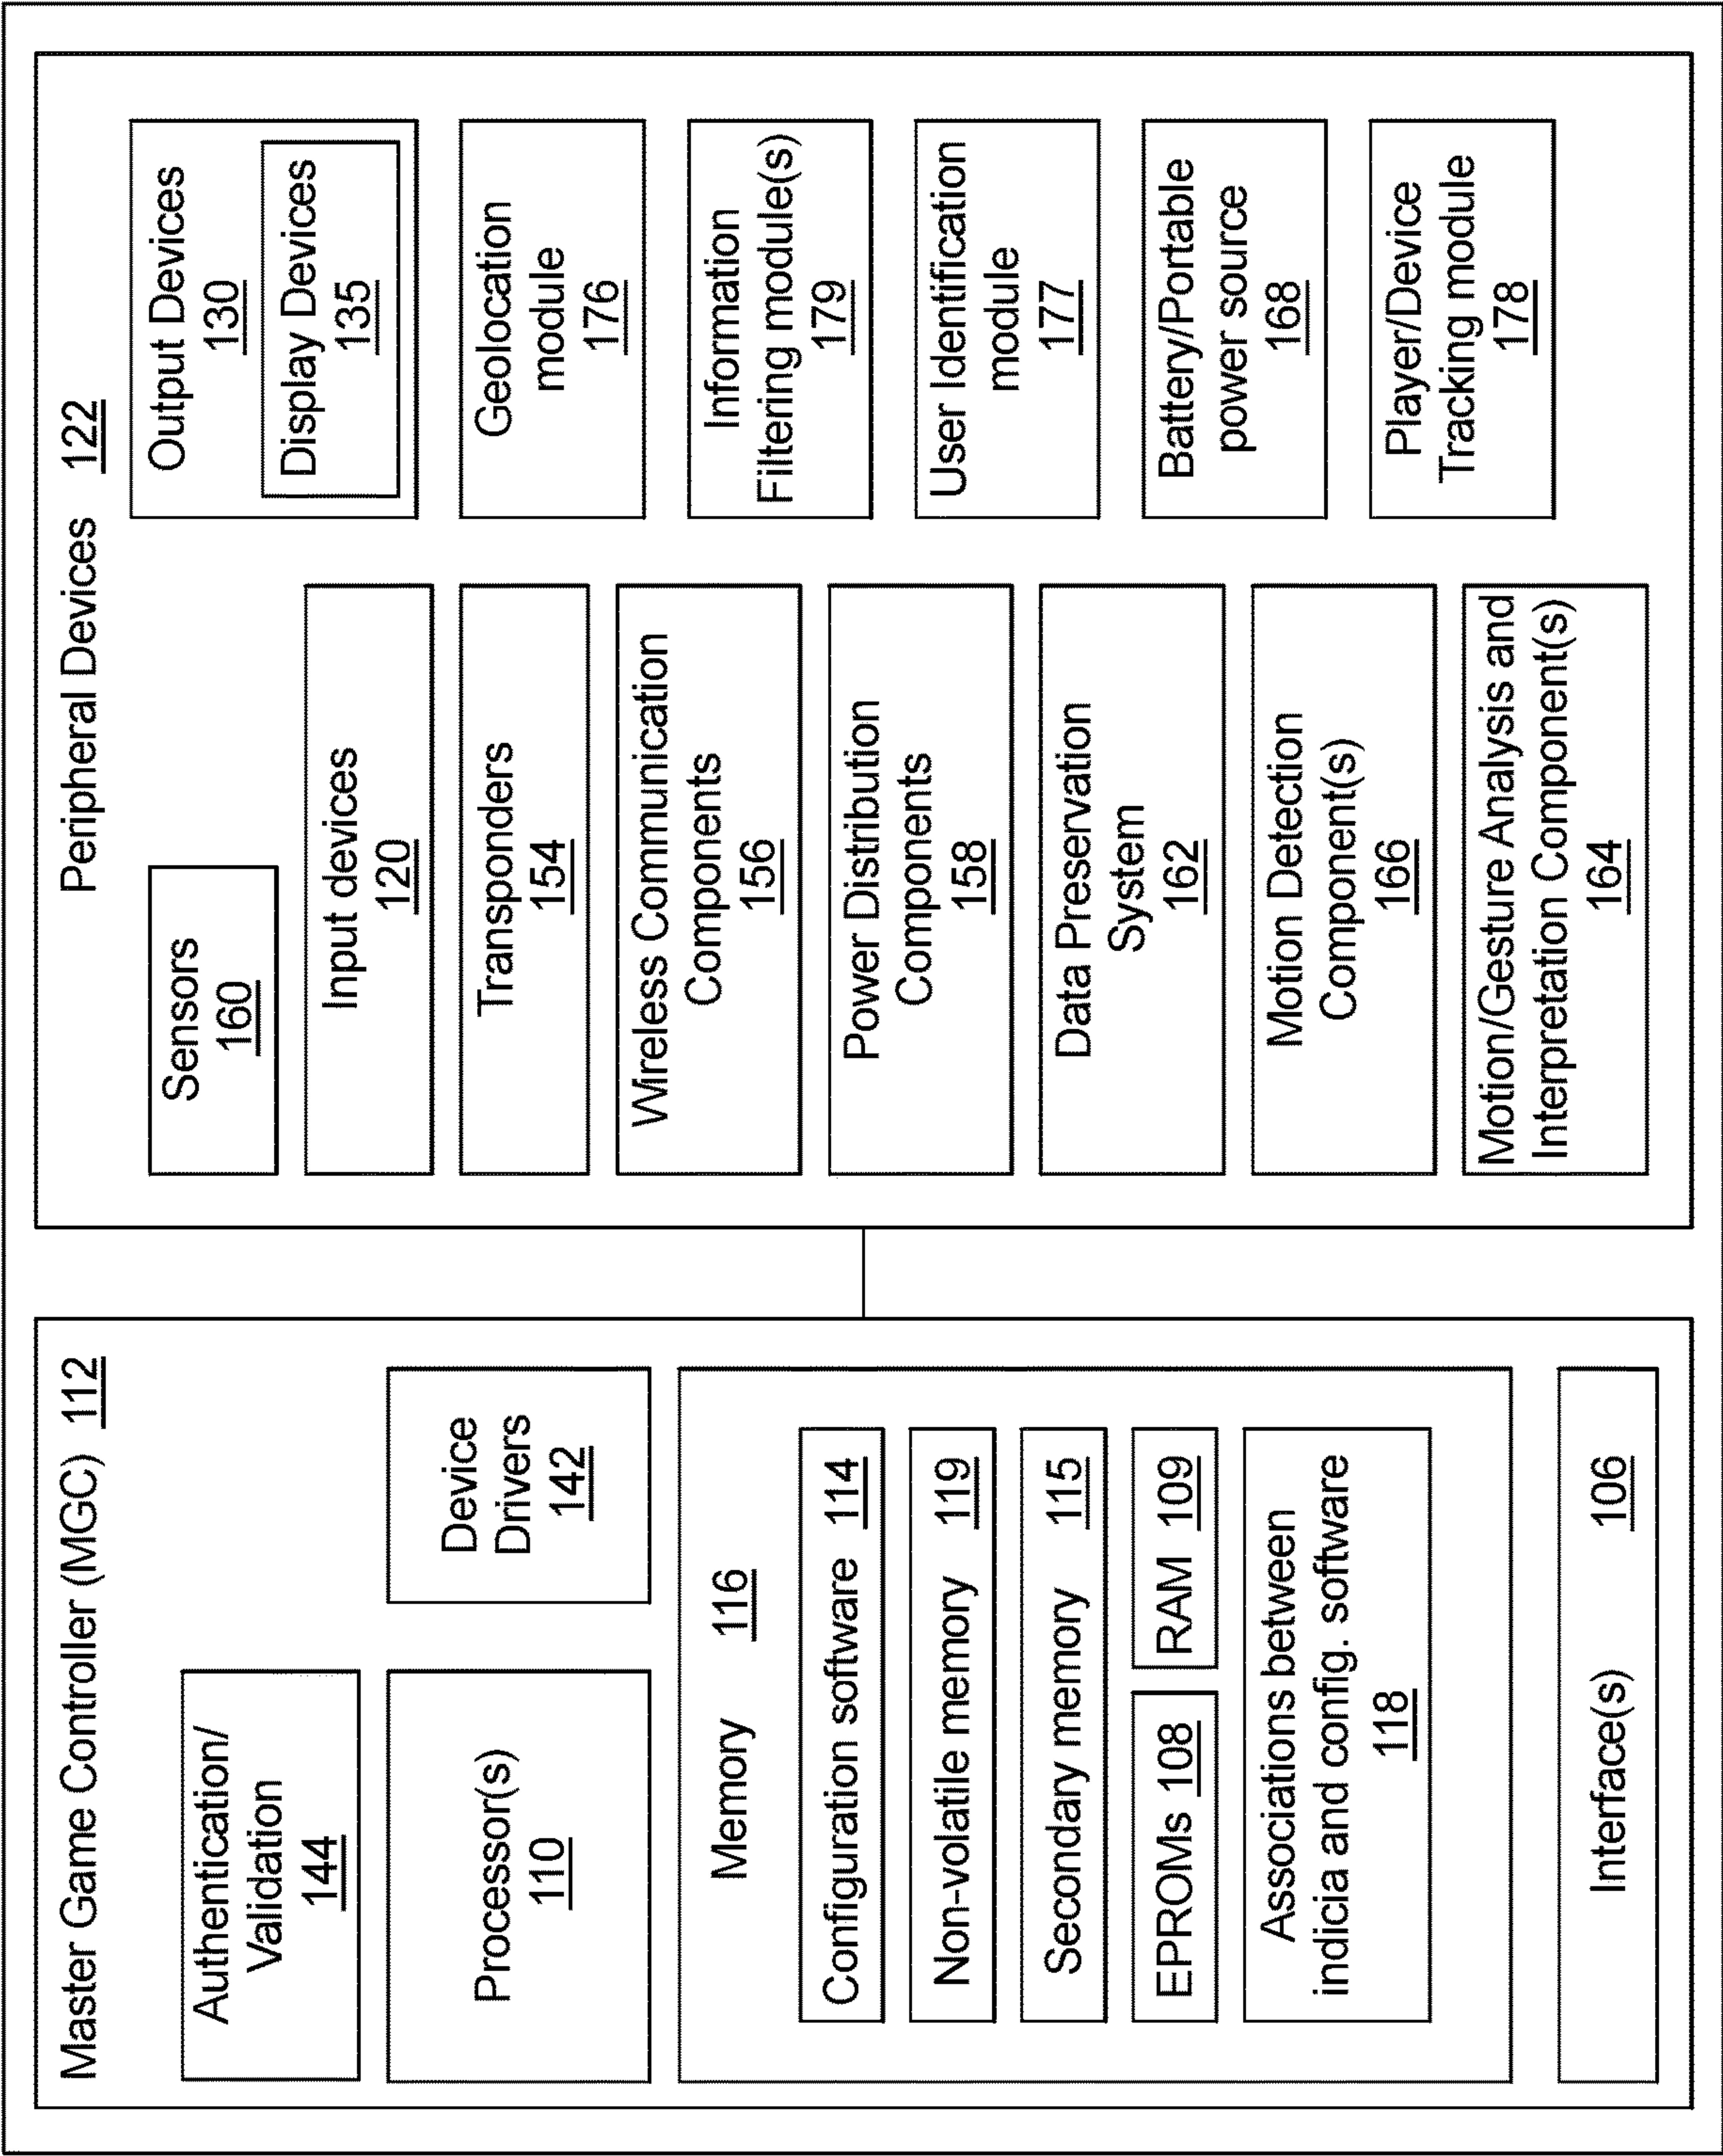 Master Game Controller (MGC) 112
Authentication/
Validation
144
Processor(s)
110
Device
Drivers
142
Memory 116
Configuration software 114
Non-volatile memory 119
Secondary memory 115
EPROMs 108
RAM 109
Associations between
indicia and config. software
118
Interface(s) 106
Peripheral Devices 122
Sensors
160
Input devices
120
Transponders
154
Wireless Communication
Components
156
Power Distribution
Components
158
Data Preservation
System
162
Motion Detection
Component(s)
166
Motion/Gesture Analysis and
Interpretation Component(s)
164
Output Devices
130
Display Devices
135
Geolocation
module
176
Information
Filtering module(s)
179
User Identification
module
177
Battery/Portable
power source
168
Player/Device
Tracking module
178